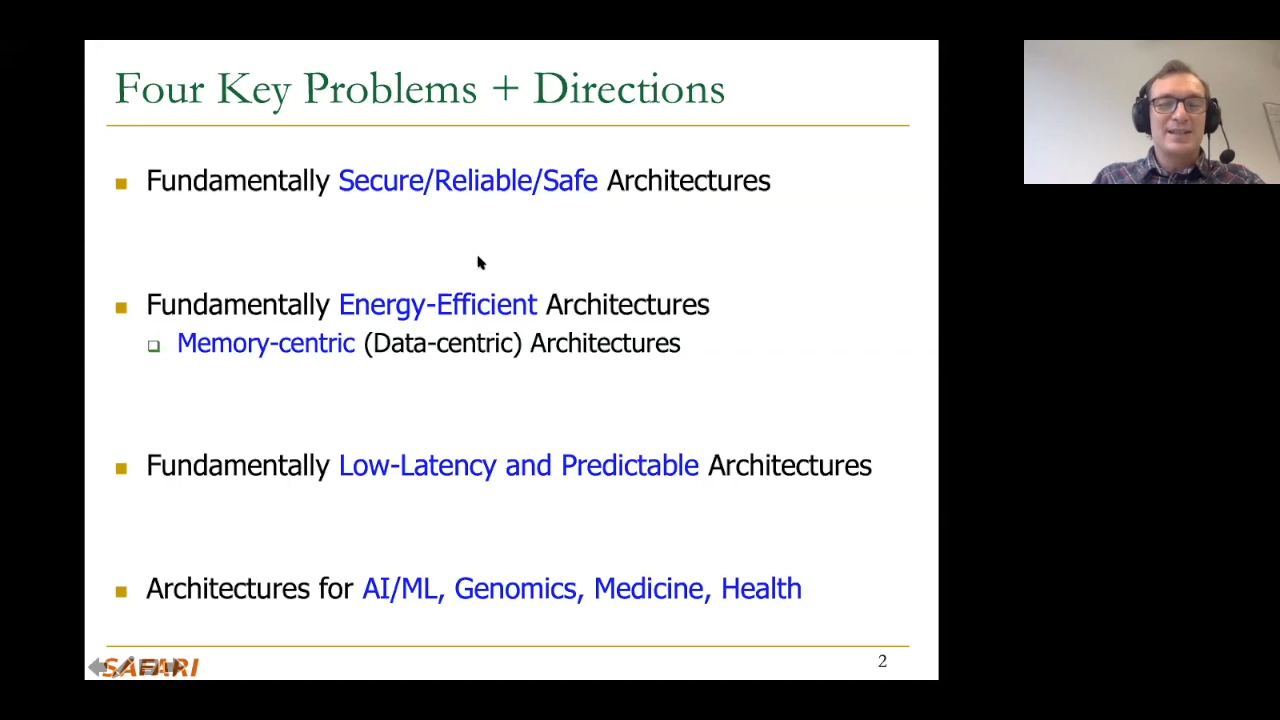 Four Key Problems + Directions
Fundamentally Secure/Reliable/Safe Architectures
Fundamentally Energy-Efficient Architectures
Memory-centric (Data-centric) Architectures
Fundamentally Low-Latency and Predictable Architectures
Architectures for AI/ML, Genomics, Medicine, Health
SAFARI
2